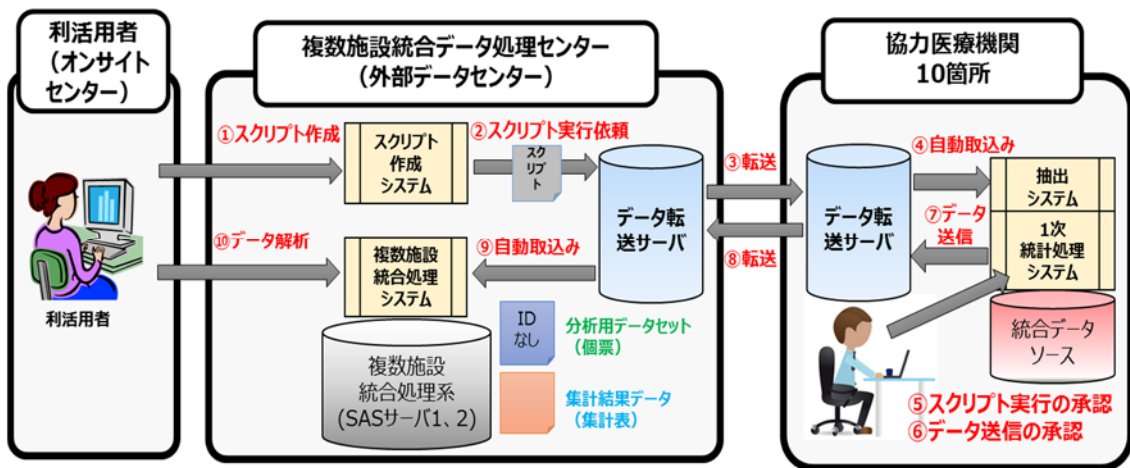 利活用者
（オンサイト
センター）
利活用者
複数施設統合データ処理センター
（外部データセンター）
①スクリプト作成
スクリプト
作成
システム
②スクリプト実行依頼
スク
リプ
ト
データ転
送サーバ
⑩データ解析
複数施設
統合処理
システム
⑨自動取込み
複数施設
統合処理系
(SASサーバ1、2)
ID
なし
分析用データセット
（個票）
集計結果データ
（集計表）
③転送
⑧転送
協力医療機関
10箇所
データ転
送サーバ
④自動取込み
抽出
システム
⑦データ
送信
1次
統計処理
システム
統合データ
ソース
⑤スクリプト実行の承認
⑥データ送信の承認